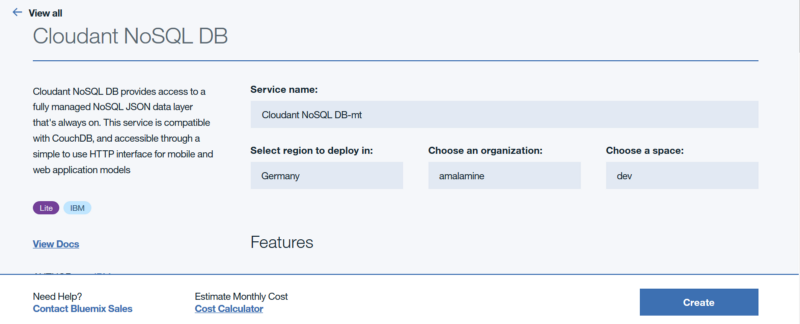 View all
Cloudant NoSQL DB
Cloudant NoSQL DB provides access to a
fully managed NoSQL JSON data layer
that's always on. This service is compatible
with CouchDB, and accessible through a
simple to use HTTP interface for mobile and
web application models
Lite IBM
View Docs
Service name:
Cloudant NoSQL DB-mt
Select region to deploy in: Choose an organization: Choose a space:
Germany amalamine dev
Features
Need Help? Estimate Monthly Cost
Contact Bluemix Sales Cost Calculator
Create